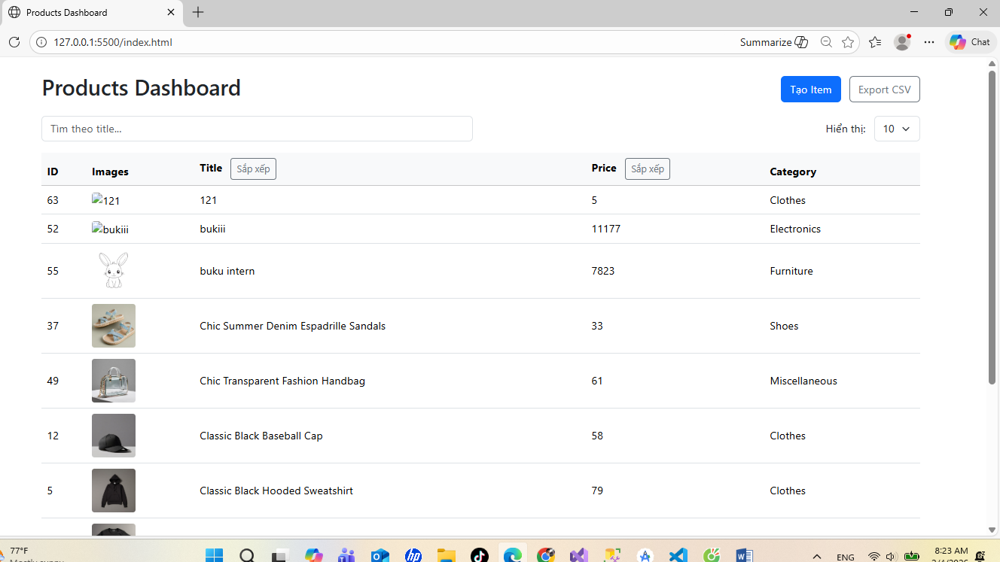 Products Dashboard
127.0.0.1:5500/index.html
Summarize
Chat
Products Dashboard
Tạo Item
Export CSV
Tìm theo title...
Hiển thị:
10
ID Images Title Sắp xếp Price Sắp xếp Category
63 121 121 5 Clothes
52 bukiii bukiii 11177 Electronics
55 buku intern 7823 Furniture
37 Chic Summer Denim Espadrille Sandals 33 Shoes
49 Chic Transparent Fashion Handbag 61 Miscellaneous
12 Classic Black Baseball Cap 58 Clothes
5 Classic Black Hooded Sweatshirt 79 Clothes
77°F
Mostly sunny
hp
ENG
8:23 AM